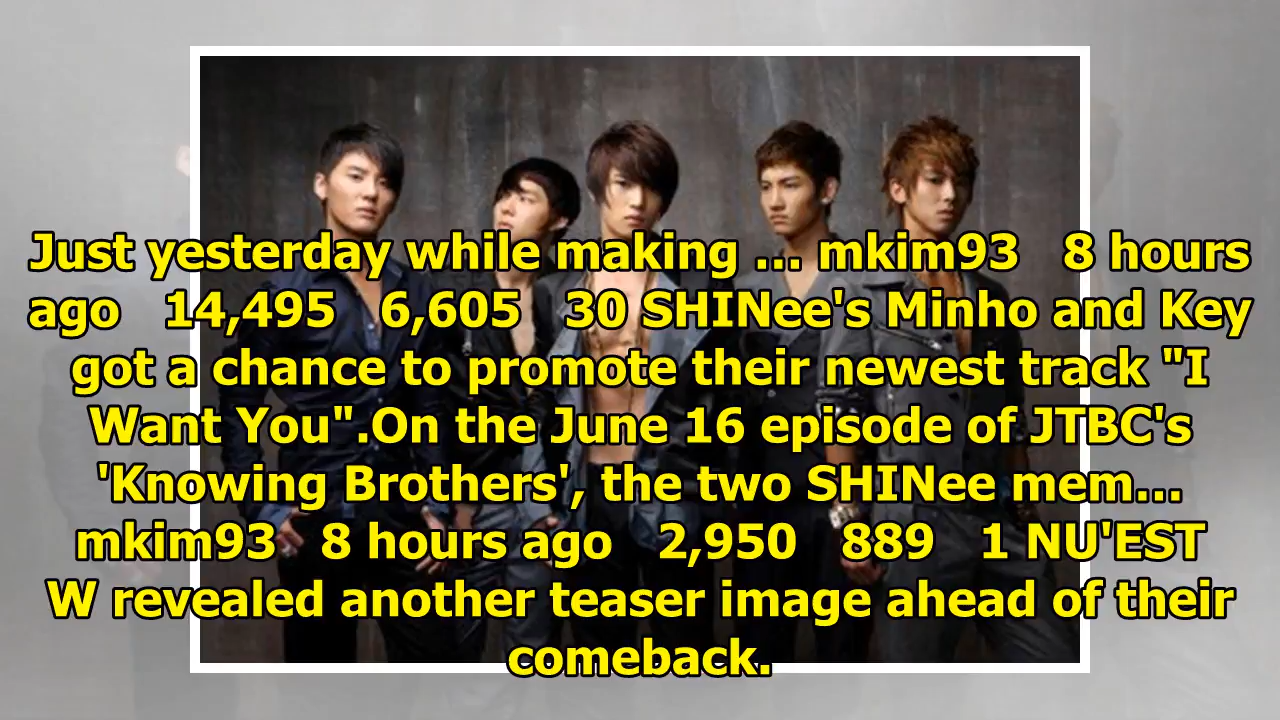 Just yesterday while making ... mkim93   8 hours
ago   14,495   6,605   30 SHINee's Minho and Key
got a chance to promote their newest track "I
Want You".On the June 16 episode of JTBC's
'Knowing Brothers', the two SHINee mem...
mkim93   8 hours ago   2,950   889   1 NU'EST
W revealed another teaser image ahead of their
comeback.